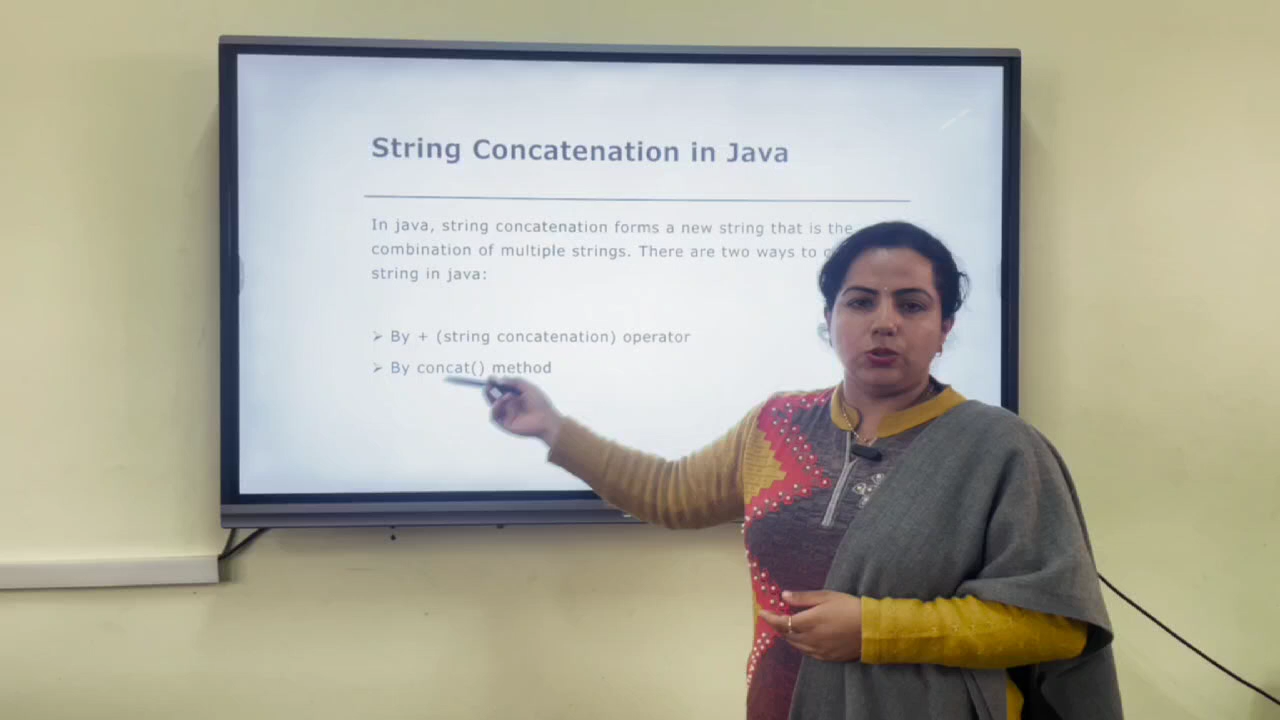 String Concatenation in Java
In java, string concatenation forms a new string that is the
combination of multiple strings. There are two ways to
string in java:
➢ By + (string concatenation) operator
➢ By concat() method